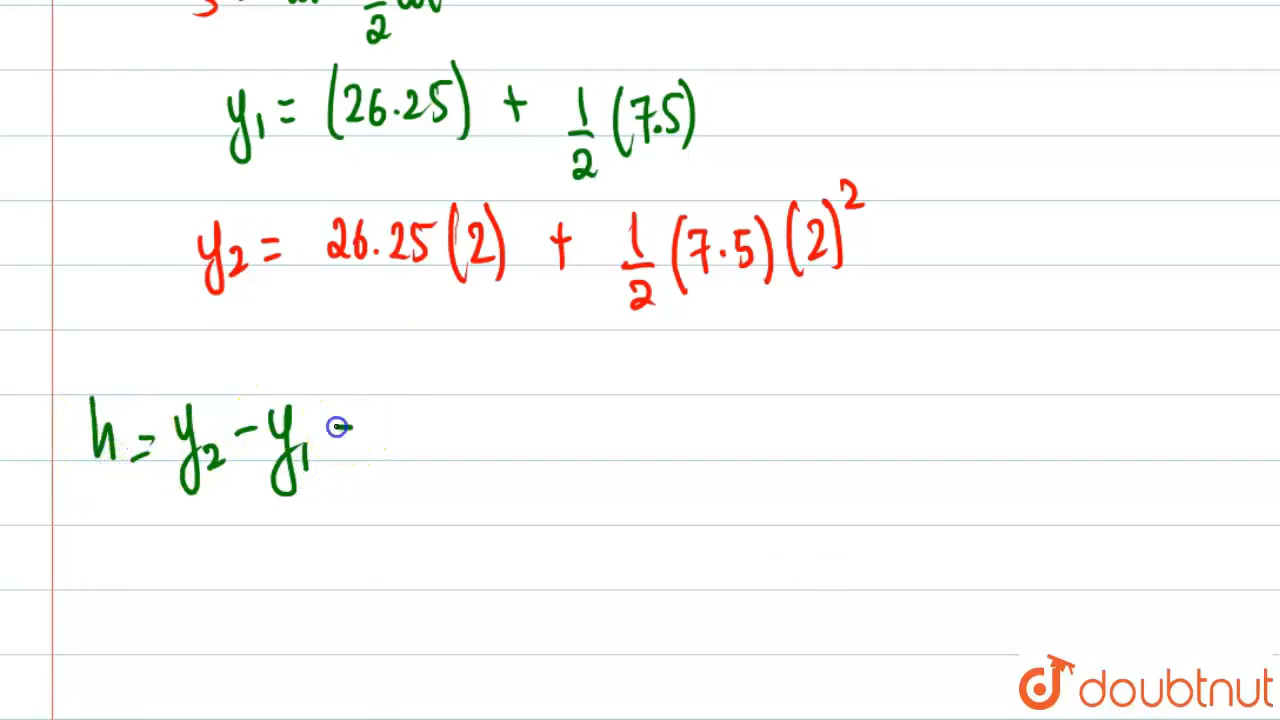 y₁ = (26.25) + 1/2 (7.5)
y₂ = 26.25(2) + 1/2 (7.5)(2)²
h = y₂ - y₁ =
doubtnut